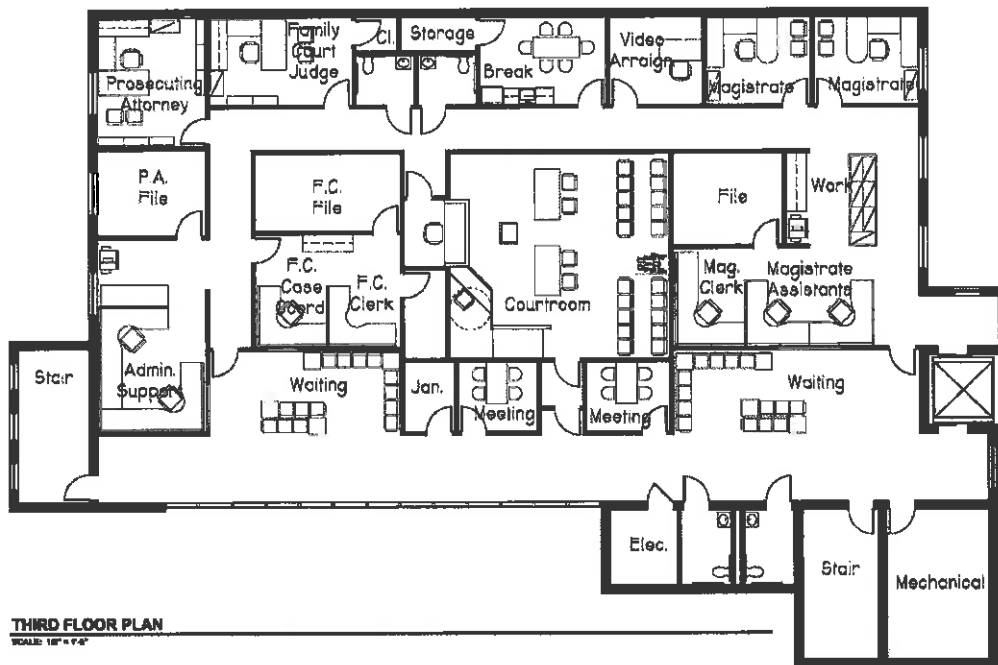 Prosecuting
Attorney
Family
Court
Judge
Cl.
Storage
Break
Video
Arraign
Magistrate
Magistrate
P.A.
File
F.C.
File
File
Work
F.C.
Case
Coord
F.C.
Clerk
Courtroom
Mag.
Clerk
Magistrate
Assistants
Stair
Admin.
Support
Waiting
Jan.
Meeting
Meeting
Waiting
Elec.
Stair
Mechanical
THIRD FLOOR PLAN